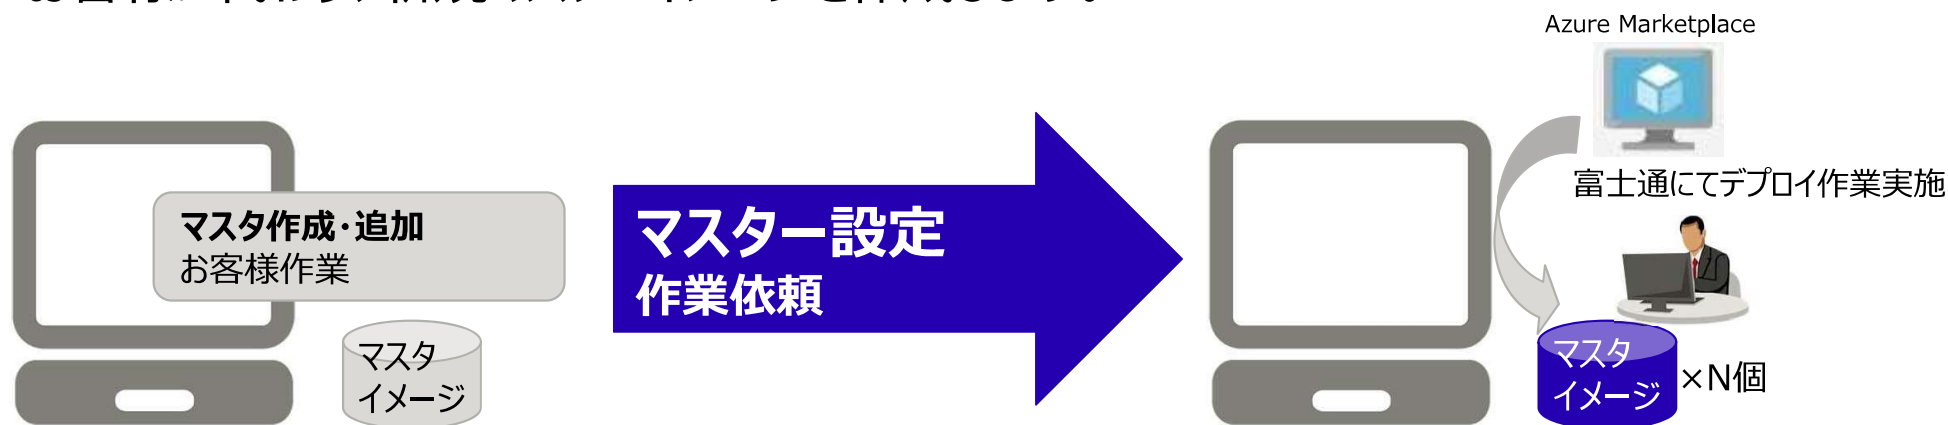 Azure Marketplace
富士通にてデプロイ作業実施
マスタ作成・追加
お客様作業
マスター設定
作業依頼
マスタ
イメージ
マスタ
イメージ
×N個